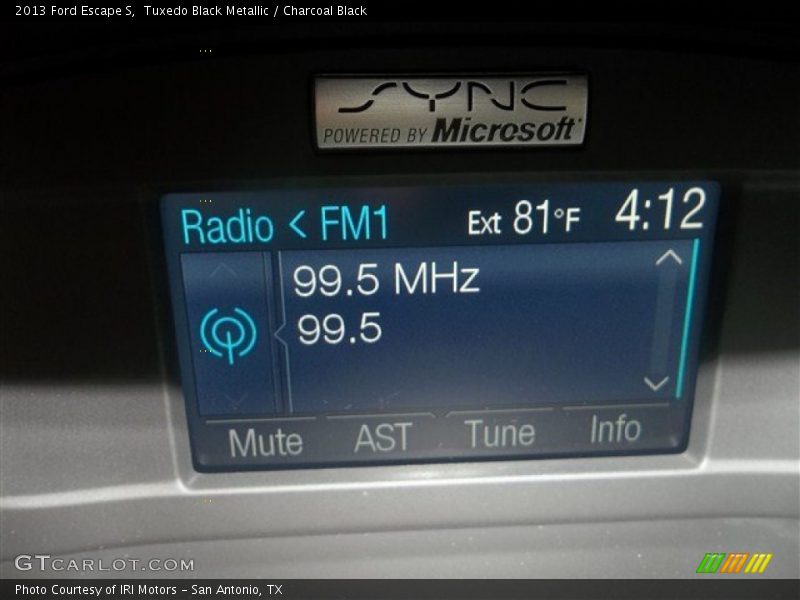 2013 Ford Escape S,  Tuxedo Black Metallic / Charcoal Black
SYNC
POWERED BY Microsoft®
Radio < FM1 Ext 81°F 4:12
99.5 MHz
99.5
Mute AST Tune Info
GTCARLOT.COM
Photo Courtesy of IRI Motors – San Antonio, TX